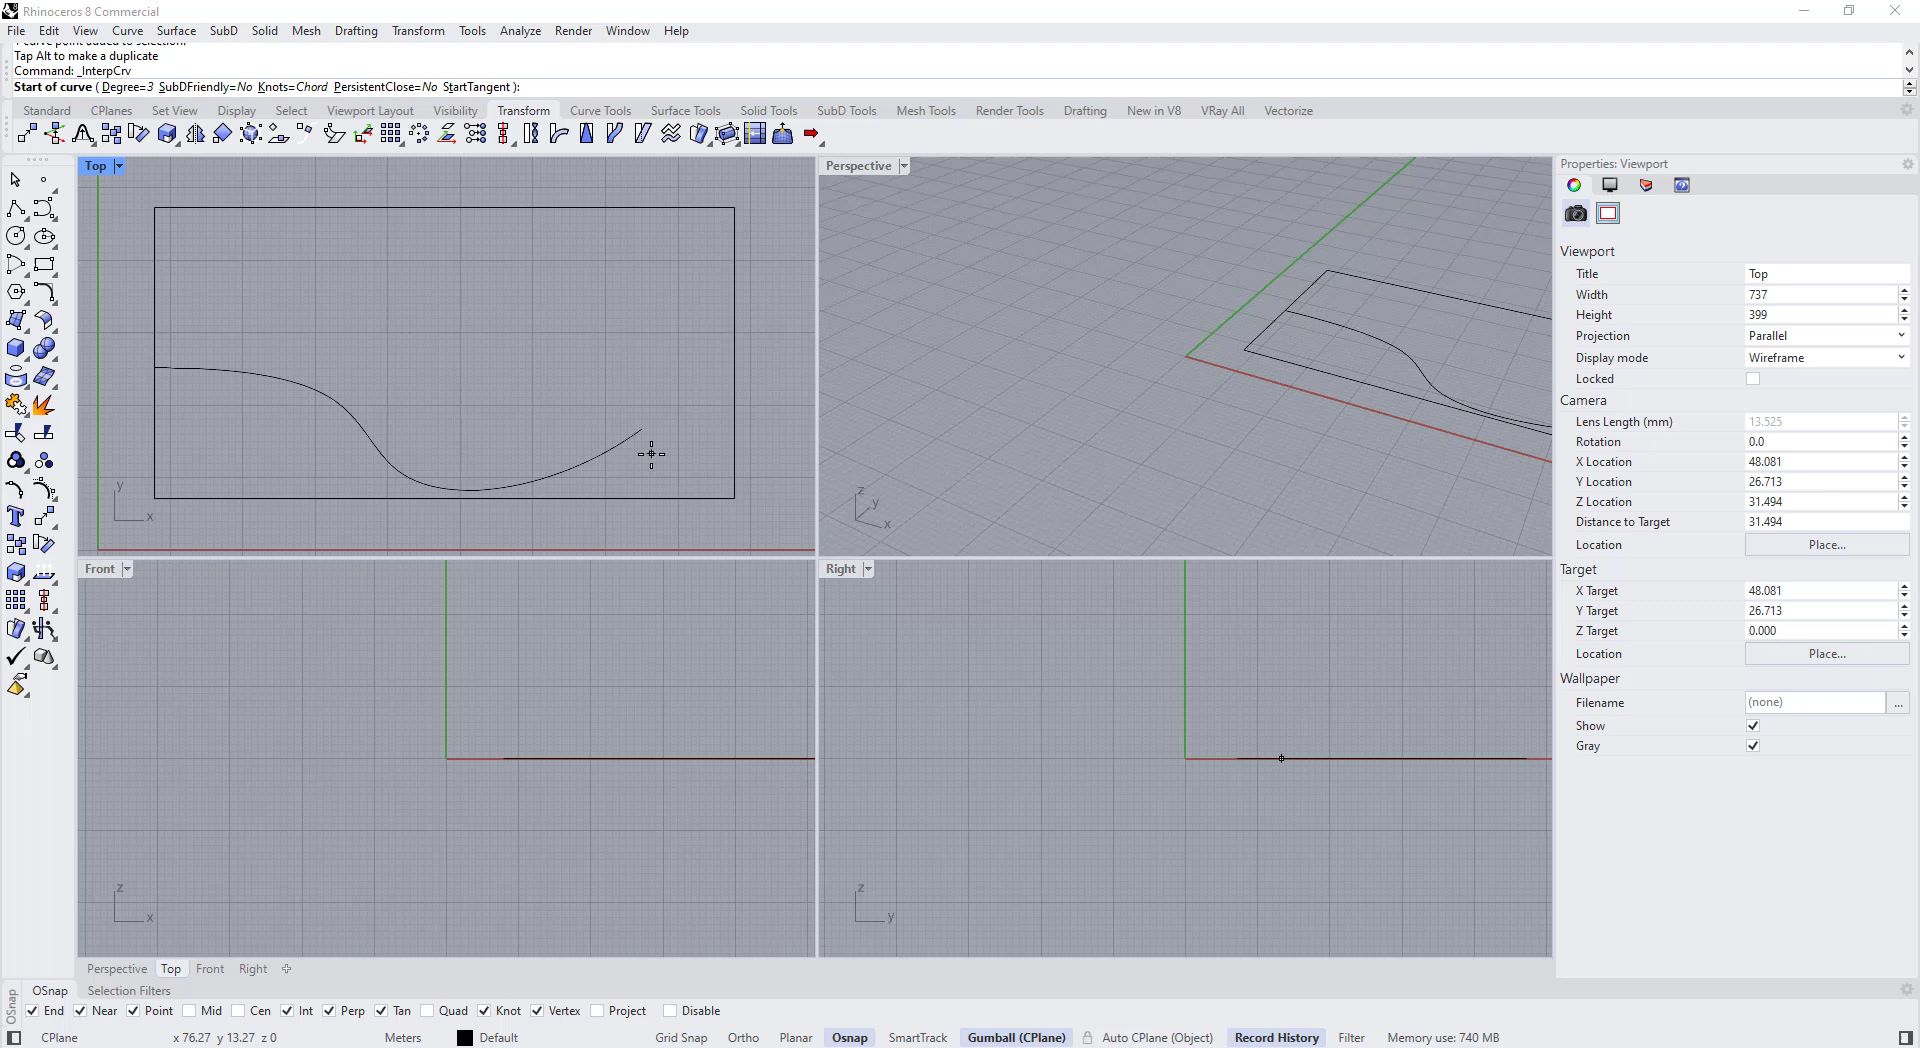 Rhinoceros 8 Commercial
File Edit View Curve Surface SubD Solid Mesh Drafting Transform Tools Analyze Render Window Help
1 curve point added to selection.
Tap Alt to make a duplicate
Command: _InterpCrv
Start of curve ( Degree=3 SubDFriendly=No Knots=Chord PersistentClose=No StartTangent ):
Standard CPlanes Set View Display Select Viewport Layout Visibility Transform Curve Tools Surface Tools Solid Tools SubD Tools Mesh Tools Render Tools Drafting New in V8 VRay All Vectorize
Top
y
x
Perspective
z
y
x
Front
z
x
Right
z
y
Properties: Viewport
Viewport
Title Top
Width 737
Height 399
Projection Parallel
Display mode Wireframe
Locked
Camera
Lens Length (mm) 13.525
Rotation 0.0
X Location 48.081
Y Location 26.713
Z Location 31.494
Distance to Target 31.494
Location Place...
Target
X Target 48.081
Y Target 26.713
Z Target 0.000
Location Place...
Wallpaper
Filename (none) ...
Show
Gray
Perspective Top Front Right
OSnap
OSnap Selection Filters
End Near Point Mid Cen Int Perp Tan Quad Knot Vertex Project Disable
CPlane x 76.27 y 13.27 z 0 Meters Default Grid Snap Ortho Planar Osnap SmartTrack Gumball (CPlane) Auto CPlane (Object) Record History Filter Memory use: 740 MB